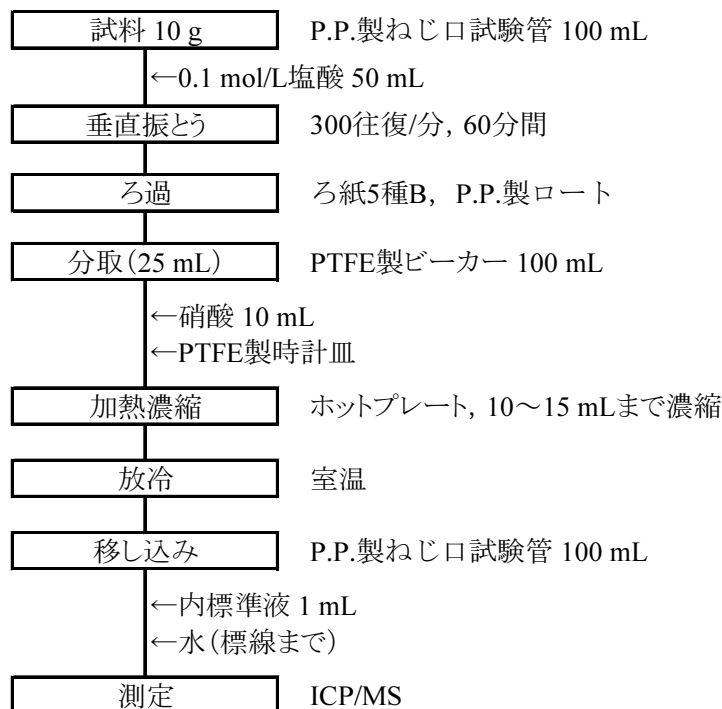 試料 10 g P.P.製ねじ口試験管 100 mL
←0.1 mol/L塩酸 50 mL
垂直振とう 300往復/分, 60分間
ろ過 ろ紙5種B, P.P.製ロート
分取(25 mL) PTFE製ビーカー 100 mL
←硝酸 10 mL
←PTFE製時計皿
加熱濃縮 ホットプレート, 10~15 mLまで濃縮
放冷 室温
移し込み P.P.製ねじ口試験管 100 mL
←内標準液 1 mL
←水(標線まで)
測定 ICP/MS